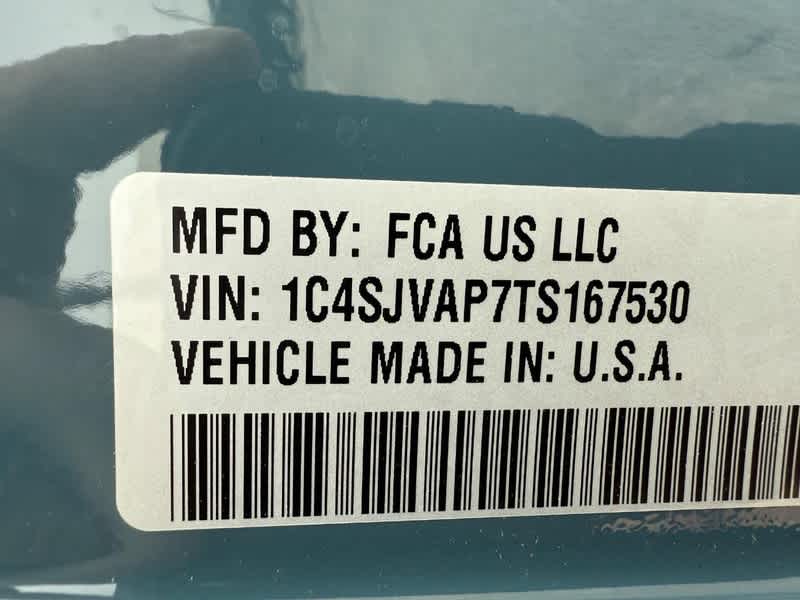 MFD BY: FCA US LLC
VIN: 1C4SJVAP7TS167530
VEHICLE MADE IN: U.S.A.